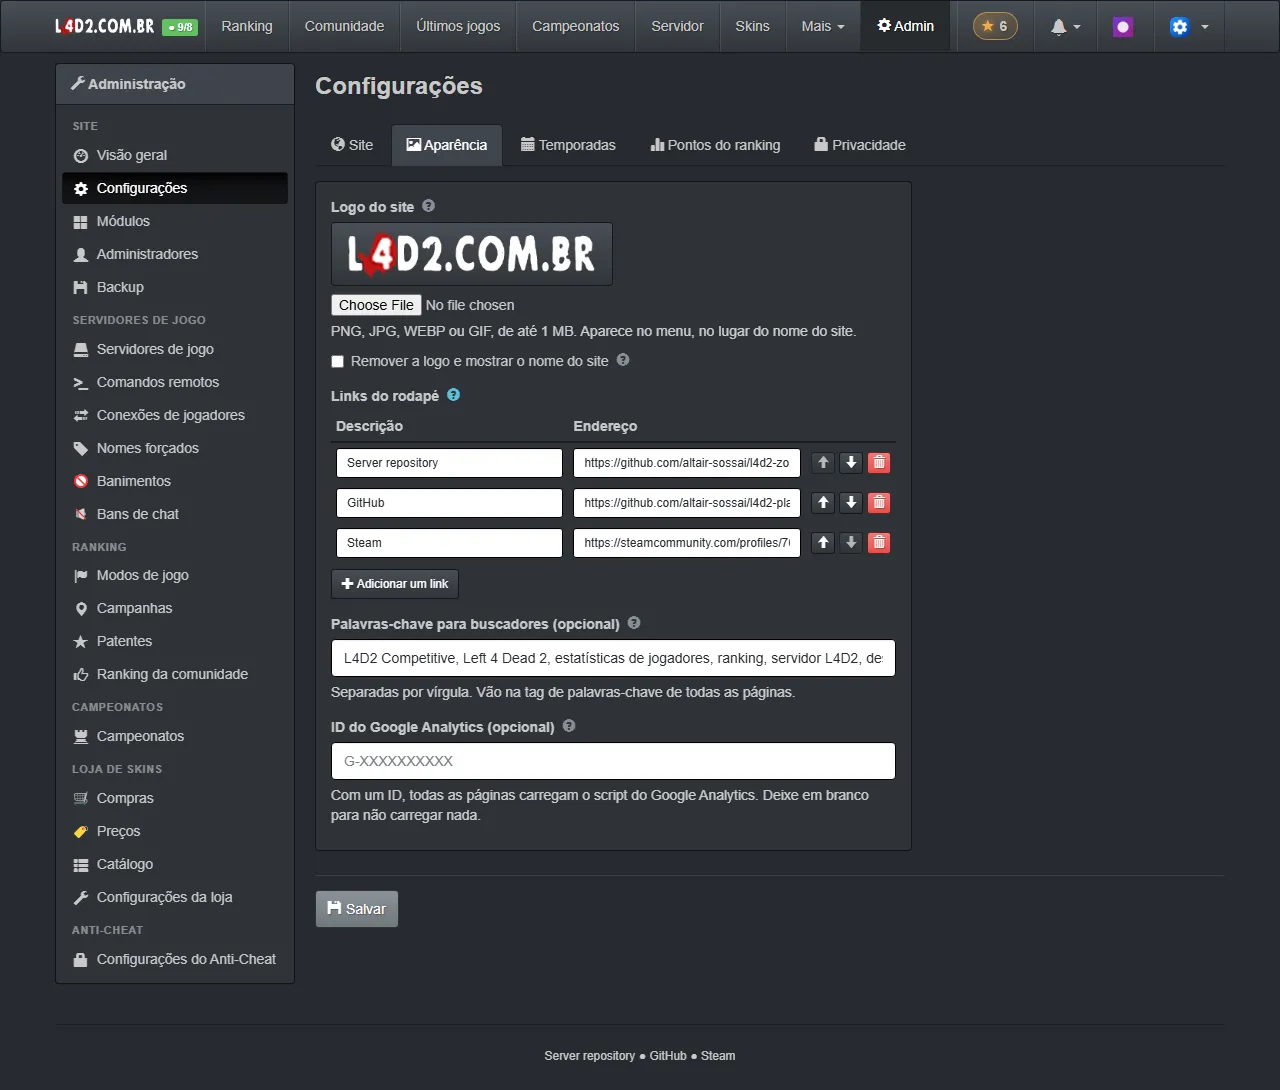 L4D2.COM.BR
9/8
Ranking
Comunidade
Últimos jogos
Campeonatos
Servidor
Skins
Mais
Admin
6
Administração
SITE
Visão geral
Configurações
Módulos
Administradores
Backup
SERVIDORES DE JOGO
Servidores de jogo
Comandos remotos
Conexões de jogadores
Nomes forçados
Banimentos
Bans de chat
RANKING
Modos de jogo
Campanhas
Patentes
Ranking da comunidade
CAMPEONATOS
Campeonatos
LOJA DE SKINS
Compras
Preços
Catálogo
Configurações da loja
ANTI-CHEAT
Configurações do Anti-Cheat
Configurações
Site
Aparência
Temporadas
Pontos do ranking
Privacidade
Logo do site
L4D2.COM.BR
Choose File No file chosen
PNG, JPG, WEBP ou GIF, de até 1 MB. Aparece no menu, no lugar do nome do site.
Remover a logo e mostrar o nome do site
Links do rodapé
Descrição Endereço
Server repository https://github.com/altair-sossai/l4d2-zo
GitHub https://github.com/altair-sossai/l4d2-pla
Steam https://steamcommunity.com/profiles/7
Adicionar um link
Palavras-chave para buscadores (opcional)
L4D2 Competitive, Left 4 Dead 2, estatísticas de jogadores, ranking, servidor L4D2, de
Separadas por vírgula. Vão na tag de palavras-chave de todas as páginas.
ID do Google Analytics (opcional)
G-XXXXXXXXXX
Com um ID, todas as páginas carregam o script do Google Analytics. Deixe em branco
para não carregar nada.
Salvar
Server repository ● GitHub ● Steam